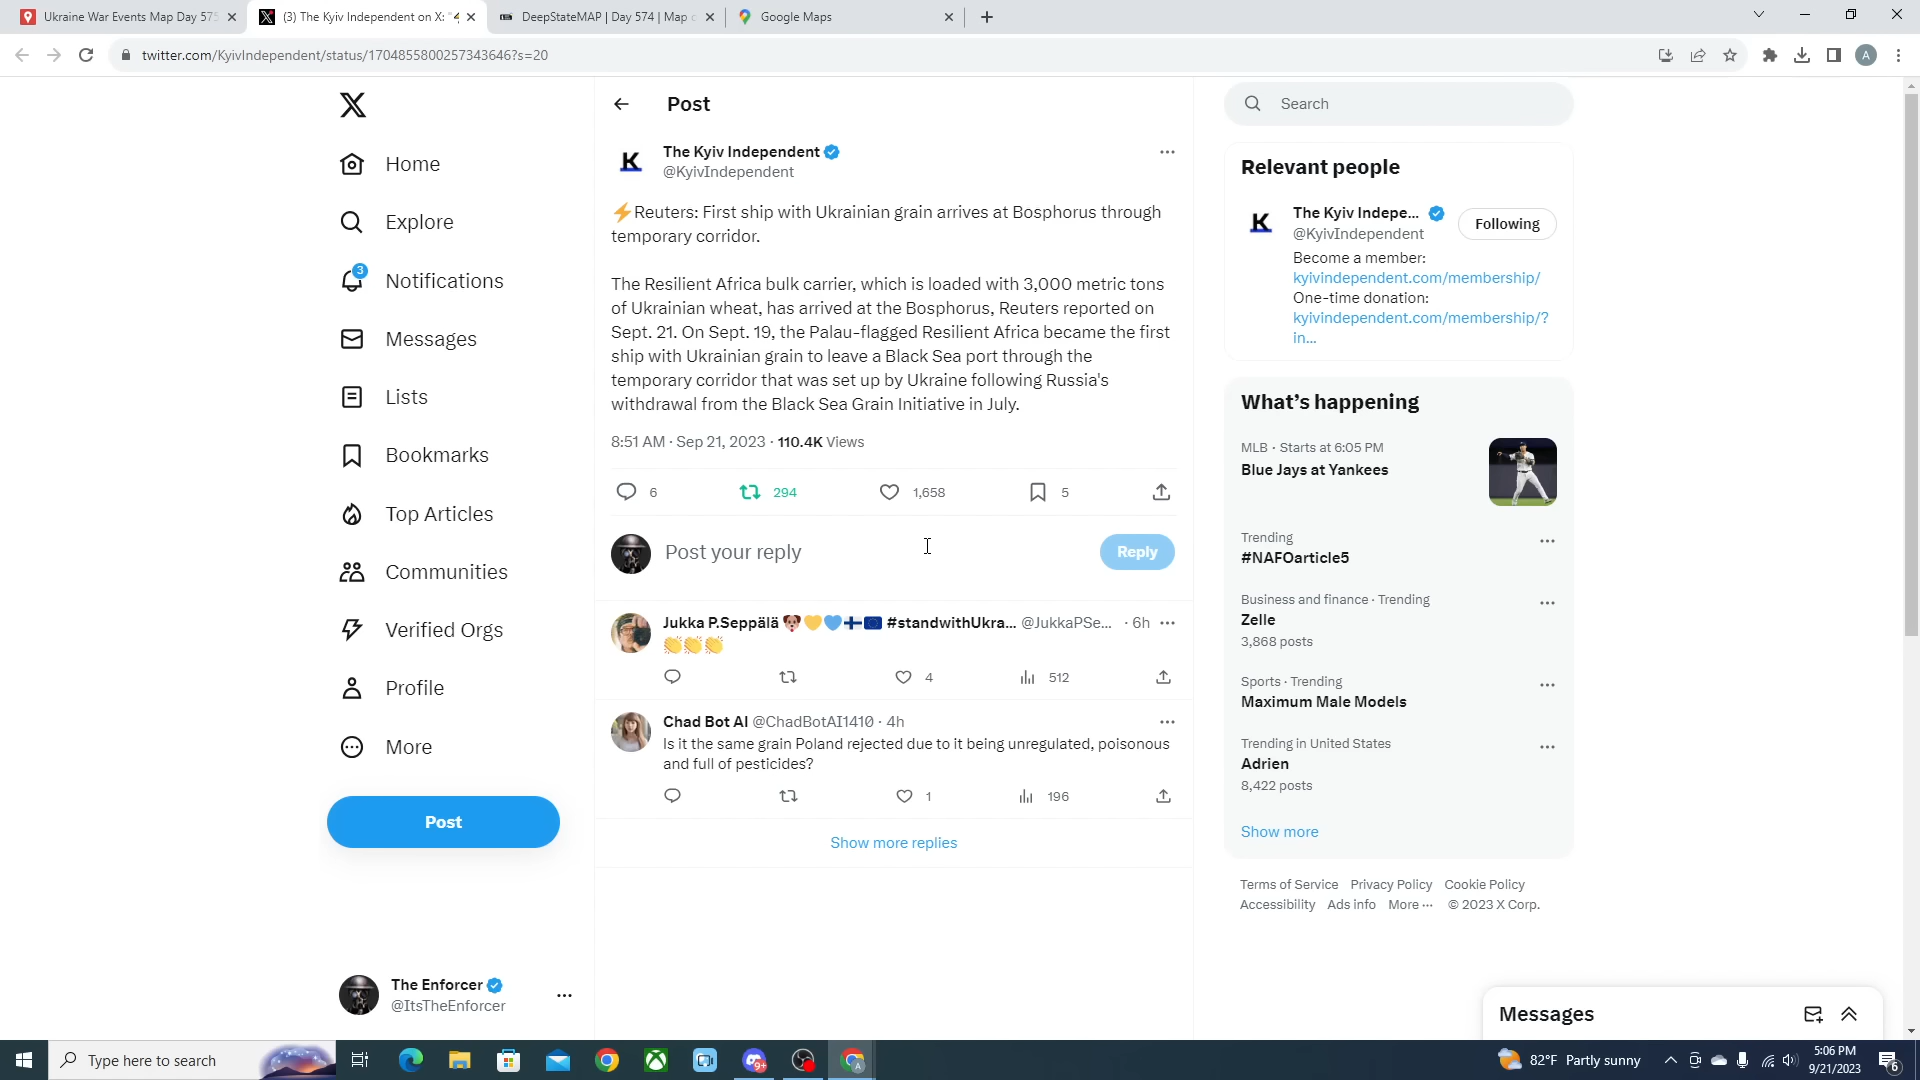 Ukraine War Events Map Day 575
(3) The Kyiv Independent on X: "⚡
DeepStateMAP | Day 574 | Map
Google Maps
twitter.com/KyivIndependent/status/1704855800257343646?s=20
A
Post
Search
The Kyiv Independent
@KyivIndependent
⚡Reuters: First ship with Ukrainian grain arrives at Bosphorus through
temporary corridor.
The Resilient Africa bulk carrier, which is loaded with 3,000 metric tons
of Ukrainian wheat, has arrived at the Bosphorus, Reuters reported on
Sept. 21. On Sept. 19, the Palau-flagged Resilient Africa became the first
ship with Ukrainian grain to leave a Black Sea port through the
temporary corridor that was set up by Ukraine following Russia's
withdrawal from the Black Sea Grain Initiative in July.
8:51 AM · Sep 21, 2023 · 110.4K Views
6 294 1,658 5
Post your reply
Reply
Jukka P.Seppälä 🐶💛💙🇫🇮🇪🇺 #standwithUkra... @JukkaPSe... · 6h
👏👏👏
4 512
Chad Bot AI @ChadBotAI1410 · 4h
Is it the same grain Poland rejected due to it being unregulated, poisonous
and full of pesticides?
1 196
Show more replies
Home
Explore
3
Notifications
Messages
Lists
Bookmarks
Top Articles
Communities
Verified Orgs
Profile
More
Post
The Enforcer
@ItsTheEnforcer
Relevant people
The Kyiv Indepe...
@KyivIndependent
Following
Become a member:
kyivindependent.com/membership/
One-time donation:
kyivindependent.com/membership/?
in...
What's happening
MLB · Starts at 6:05 PM
Blue Jays at Yankees
Trending
#NAFOarticle5
Business and finance · Trending
Zelle
3,868 posts
Sports · Trending
Maximum Male Models
Trending in United States
Adrien
8,422 posts
Show more
Terms of Service Privacy Policy Cookie Policy
Accessibility Ads info More ··· © 2023 X Corp.
Messages
Type here to search
9+
A
82°F Partly sunny
5:06 PM
9/21/2023
6